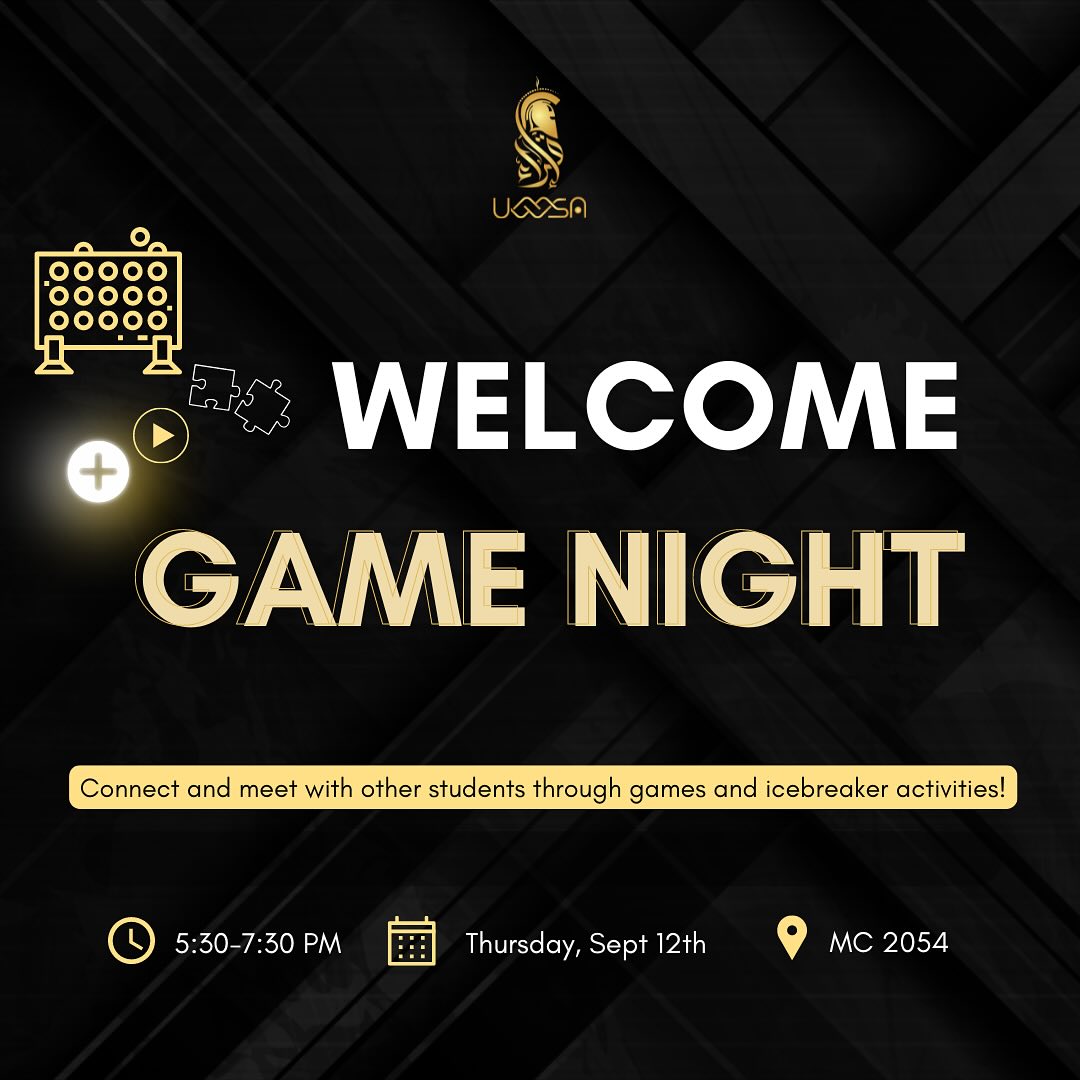 UWSA
WELCOME
GAME NIGHT
Connect and meet with other students through games and icebreaker activities!
5:30-7:30 PM
Thursday, Sept 12th
MC 2054